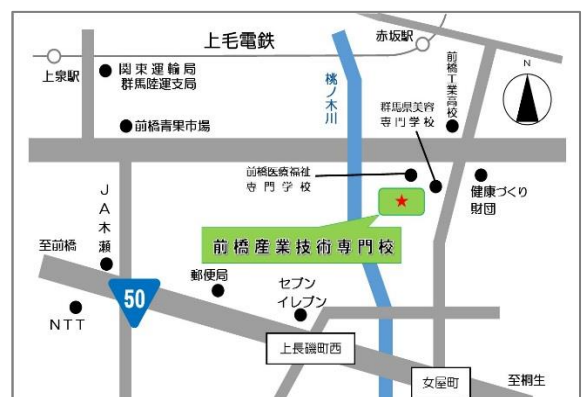 上毛電鉄
赤坂駅
上泉駅
関東運輸局
群馬陸運支局
前橋工業高校
N
桃ノ木川
群馬県美容
専門学校
前橋青果市場
前橋医療福祉
専門学校
健康づくり
財団
JA木瀬
前橋産業技術専門校
至前橋
郵便局
セブン
イレブン
50
NTT
上長磯町西
女屋町
至桐生